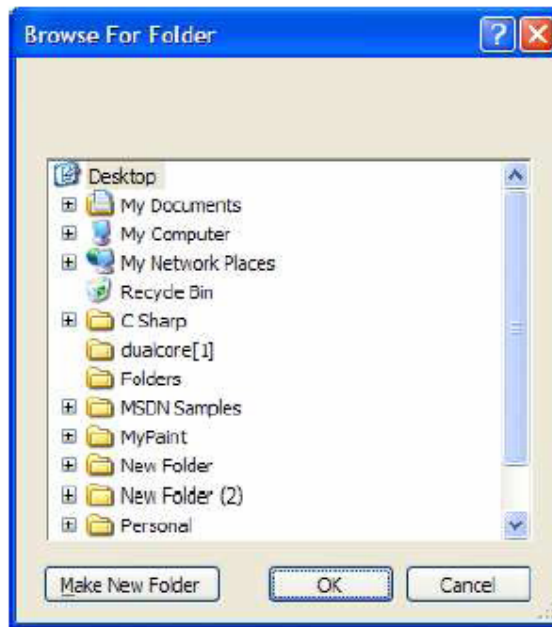 Browse For Folder
Desktop
My Documents
My Computer
My Network Places
Recycle Bin
C Sharp
dualcore[1]
Folders
MSDN Samples
MyPaint
New Folder
New Folder (2)
Personal
Make New Folder OK Cancel